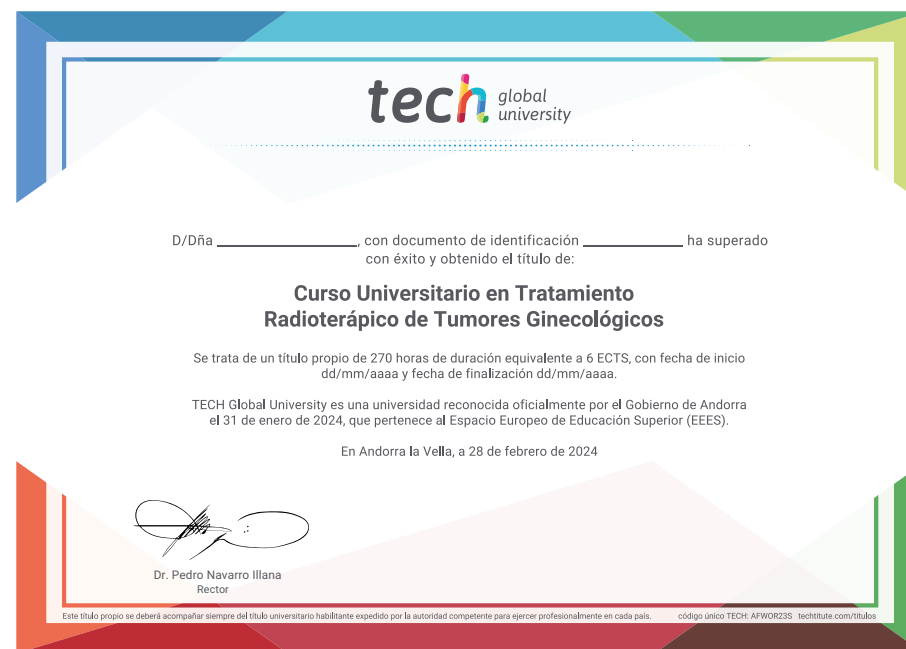 tech global university
D/Dña ____________________, con documento de identificación ______________ ha superado
con éxito y obtenido el título de:
Curso Universitario en Tratamiento
Radioterápico de Tumores Ginecológicos
Se trata de un título propio de 270 horas de duración equivalente a 6 ECTS, con fecha de inicio
dd/mm/aaaa y fecha de finalización dd/mm/aaaa.
TECH Global University es una universidad reconocida oficialmente por el Gobierno de Andorra
el 31 de enero de 2024, que pertenece al Espacio Europeo de Educación Superior (EEES).
En Andorra la Vella, a 28 de febrero de 2024
Dr. Pedro Navarro Illana
Rector
Este título propio se deberá acompañar siempre del título universitario habilitante expedido por la autoridad competente para ejercer profesionalmente en cada país. código único TECH: AFWOR23S techtitute.com/titulos